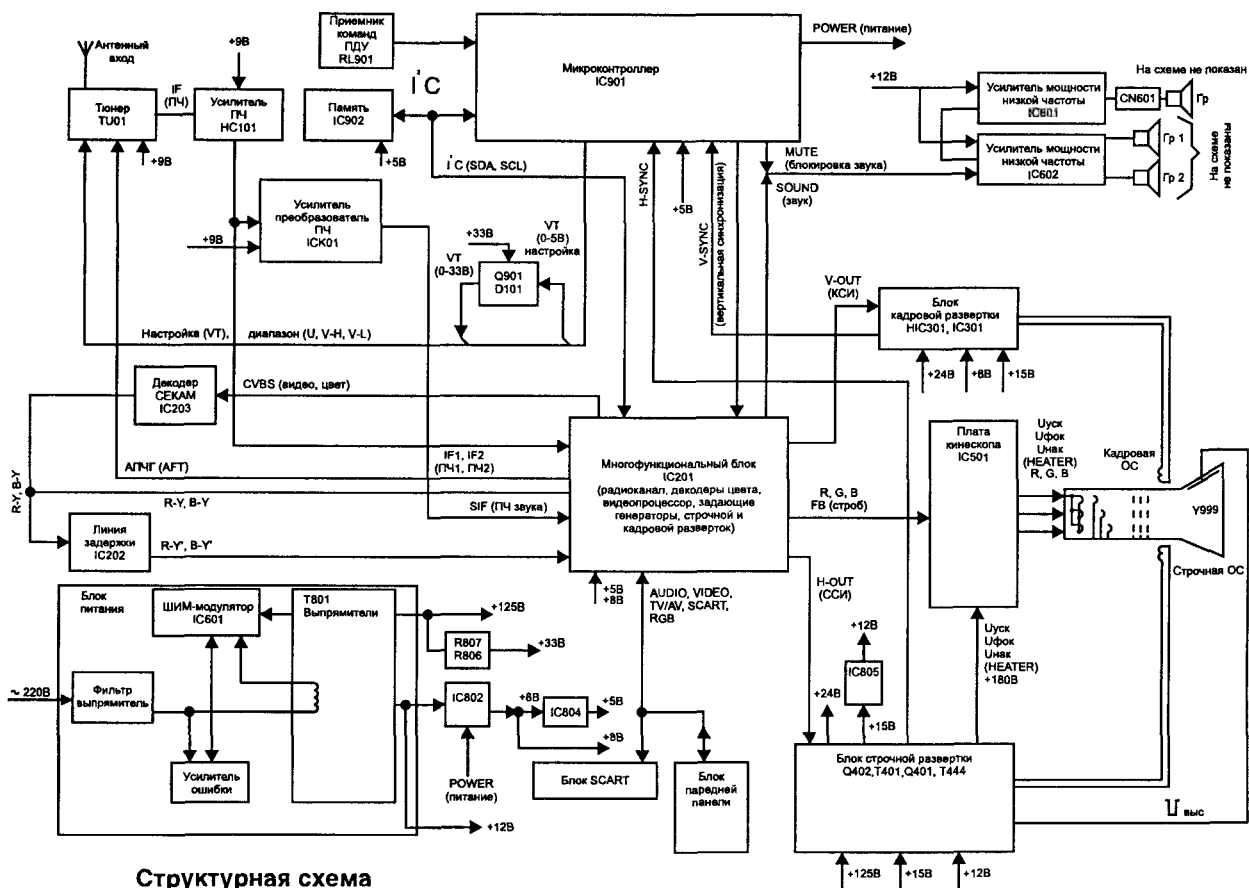 Приемник
команд
ПДУ
RL901
Микроконтроллер
IC901
POWER (питание)
Антенный
вход
+9В
IF
(ПЧ)
Тюнер
TU01
Усилитель
ПЧ
HC101
+9В
I²C
Память
IC902
+5В
I²C (SDA, SCL)
+12В
На схеме не показан
Усилитель мощности
низкой частоты
IC601
CN601
Гр
Усилитель мощности
низкой частоты
IC602
Гр 1
Гр 2
На схеме
не показаны
MUTE
(блокировка звука)
SOUND
(звук)
H-SYNC
+5В
V-SYNC
(вертикальная синхронизация)
Усилитель
преобразователь
ПЧ
ICK01
+9В
+33В
VT
(0-5В)
настройка
VT
(0-33В)
Q901
D101
Настройка (VT), диапазон (U, V-H, V-L)
V-OUT
(КСИ)
Блок
кадровой развертки
HIC301, IC301
+24В
+8В
+15В
Декодер
СЕКАМ
IC203
CVBS (видео, цвет)
АПЧГ (AFT)
IF1, IF2
(ПЧ1, ПЧ2)
R-Y, B-Y
R-Y, B-Y
SIF (ПЧ звука)
Линия
задержки
IC202
R-Y', B-Y'
Многофункциональный блок
IC201
(радиоканал, декодеры цвета,
видеопроцессор, задающие
генераторы, строчной и
кадровой разверток)
R, G, B
FB (строб)
Плата
кинескопа
IC501
Uуск
Uфок
Uнак
(HEATER)
R, G, B
Кадровая
ОС
Y999
Строчная ОС
+5В
+8В
AUDIO, VIDEO,
TV/AV, SCART,
RGB
H-OUT
(ССИ)
Uуск
Uфок
Uнак
(HEATER)
+180В
Блок
питания
ШИМ-модулятор
IC601
T801
Выпрямители
+125В
R807
R806
+33В
~ 220В
Фильтр
выпрямитель
Усилитель
ошибки
IC802
+8В
IC804
+5В
+8В
POWER
(питание)
+12В
Блок SCART
Блок
передней
панели
+12В
IC805
+24В
+15В
Блок строчной развертки
Q402,T401,Q401, T444
выс
+125В
+15В
+12В
Структурная схема